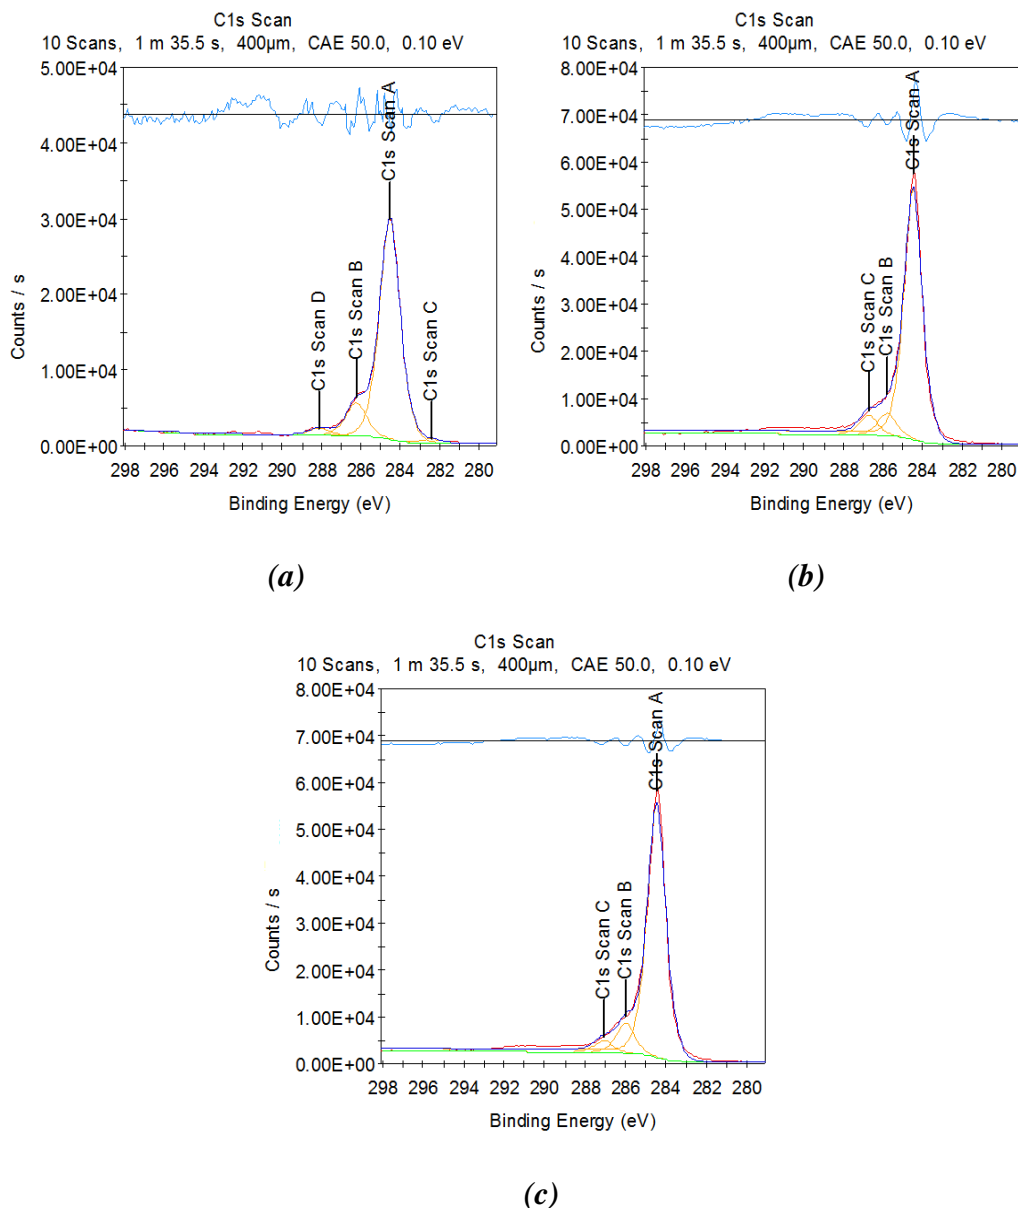 C1s Scan
10 Scans, 1 m 35.5 s, 400µm, CAE 50.0, 0.10 eV
5.00E+04
4.00E+04
3.00E+04
2.00E+04
1.00E+04
0.00E+00
Counts / s
C1s Scan D
C1s Scan B
C1s Scan A
C1s Scan C
298 296 294 292 290 288 286 284 282 280
Binding Energy (eV)
(a)
C1s Scan
10 Scans, 1 m 35.5 s, 400µm, CAE 50.0, 0.10 eV
8.00E+04
7.00E+04
6.00E+04
5.00E+04
4.00E+04
3.00E+04
2.00E+04
1.00E+04
0.00E+00
Counts / s
C1s Scan C
C1s Scan B
C1s Scan A
298 296 294 292 290 288 286 284 282 280
Binding Energy (eV)
(b)
C1s Scan
10 Scans, 1 m 35.5 s, 400µm, CAE 50.0, 0.10 eV
8.00E+04
7.00E+04
6.00E+04
5.00E+04
4.00E+04
3.00E+04
2.00E+04
1.00E+04
0.00E+00
Counts / s
C1s Scan C
C1s Scan B
C1s Scan A
298 296 294 292 290 288 286 284 282 280
Binding Energy (eV)
(c)